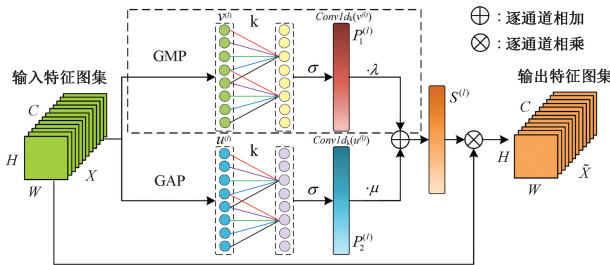 v⁽ˡ⁾
k
Conv1dₖ(v⁽ˡ⁾)
⊕：逐通道相加
⊗：逐通道相乘
GMP
σ
P₁⁽ˡ⁾
·λ
输入特征图集
C
H
W
X
S⁽ˡ⁾
输出特征图集
C
H
W
X̃
u⁽ˡ⁾
k
Conv1dₖ(u⁽ˡ⁾)
GAP
σ
P₂⁽ˡ⁾
·μ